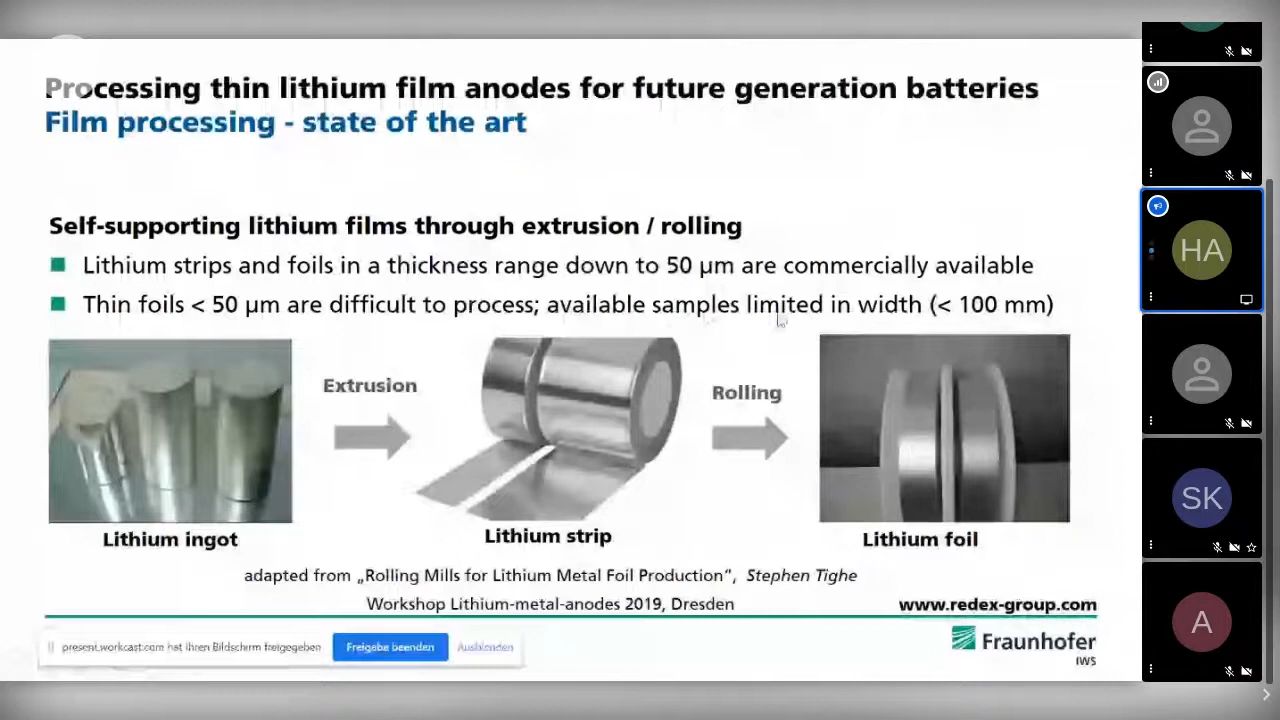 Processing thin lithium film anodes for future generation batteries
Film processing - state of the art
Self-supporting lithium films through extrusion / rolling
Lithium strips and foils in a thickness range down to 50 µm are commercially available
Thin foils < 50 µm are difficult to process; available samples limited in width (< 100 mm)
Extrusion
Rolling
Lithium ingot
Lithium strip
Lithium foil
adapted from „Rolling Mills for Lithium Metal Foil Production“, Stephen Tighe
Workshop Lithium-metal-anodes 2019, Dresden
www.redex-group.com
present.workcast.com hat Ihren Bildschirm freigegeben
Freigabe beenden
Ausblenden
Fraunhofer
IWS
HA
SK
A